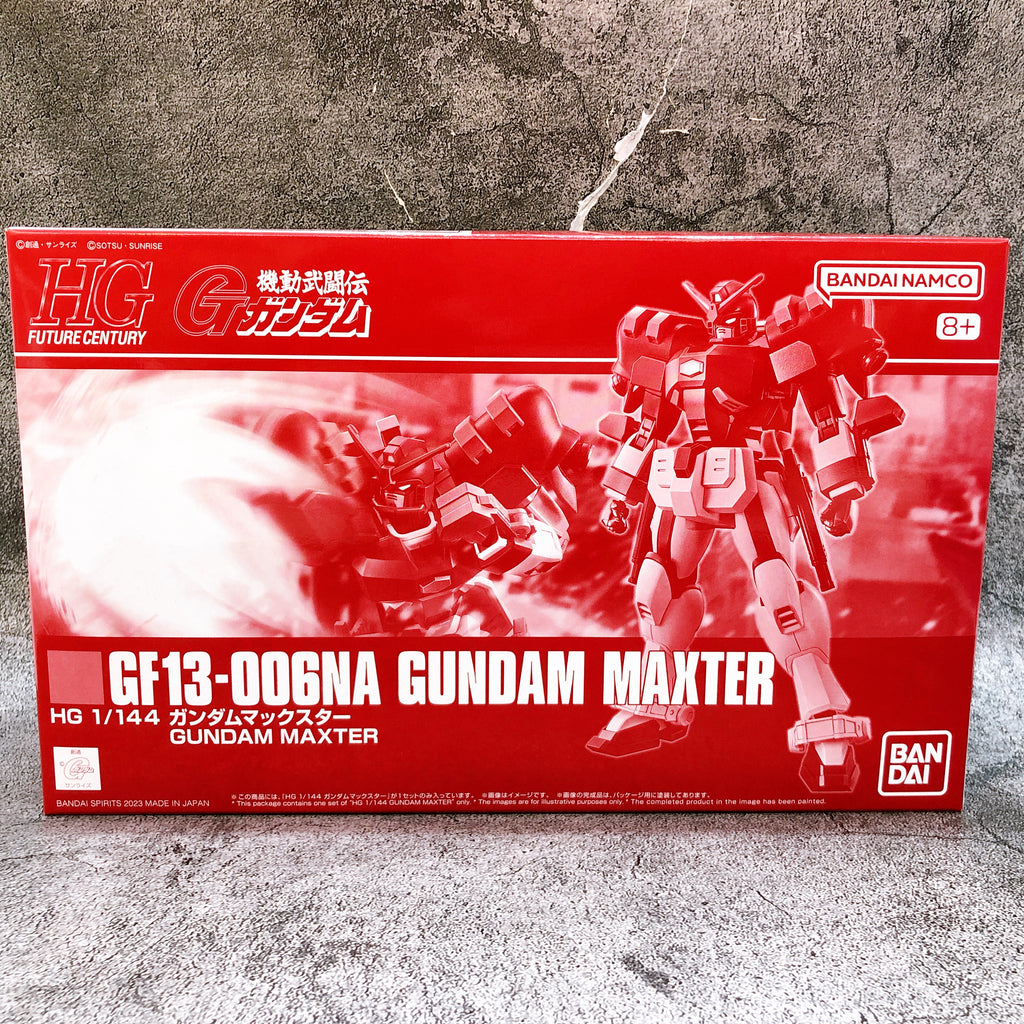 ©創通・サンライズ ©SOTSU・SUNRISE
HG
FUTURE CENTURY
機動武闘伝
Gガンダム
BANDAI NAMCO
8+
GF13-006NA GUNDAM MAXTER
HG 1/144 ガンダムマックスター
GUNDAM MAXTER
創通
サンライズ
BAN
DAI
BANDAI SPIRITS 2023 MADE IN JAPAN
※この商品には、「HG 1/144 ガンダムマックスター」が1セットのみ入っています。 ※画像はイメージです。 ※画像の完成品は、パッケージ用に塗装してあります。
* This package contains one set of "HG 1/144 GUNDAM MAXTER" only. * The images are for illustrative purposes only. * The completed product in the image has been painted.